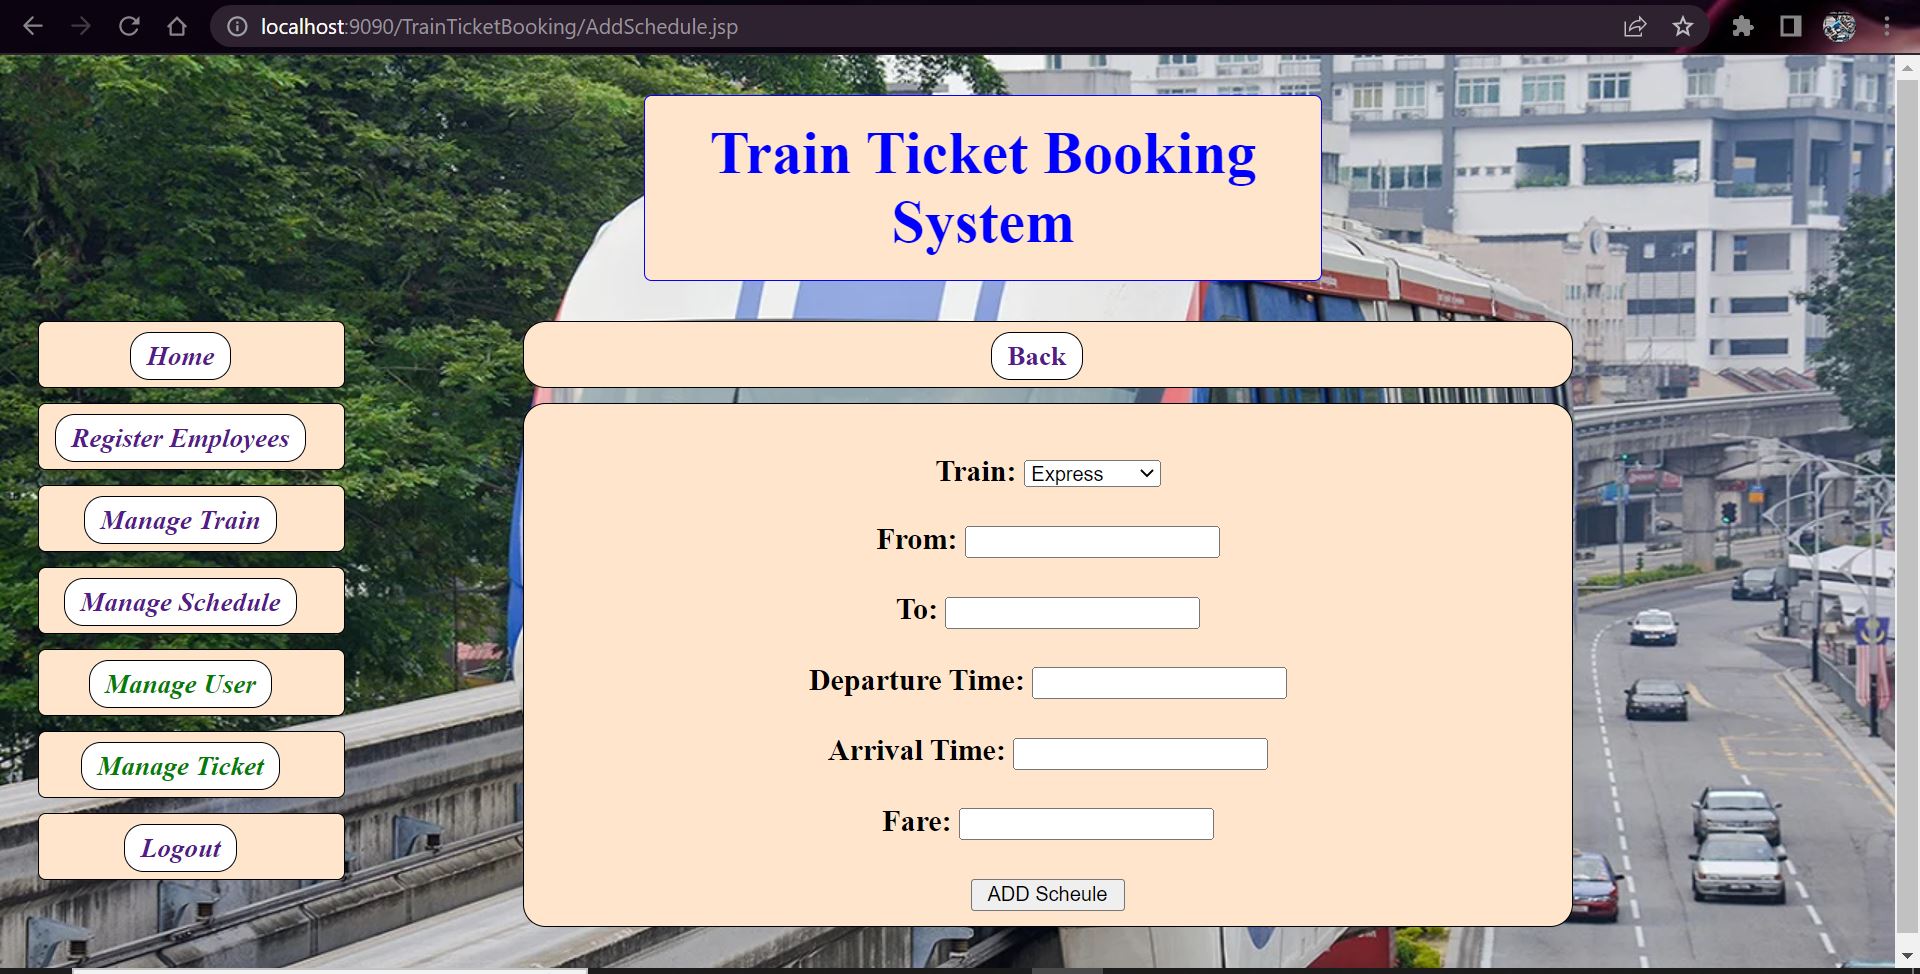 localhost:9090/TrainTicketBooking/AddSchedule.jsp
Train Ticket Booking
System
Home
Back
Register Employees
Manage Train
Manage Schedule
Manage User
Manage Ticket
Logout
Train: Express
From:
To:
Departure Time:
Arrival Time:
Fare:
ADD Scheule